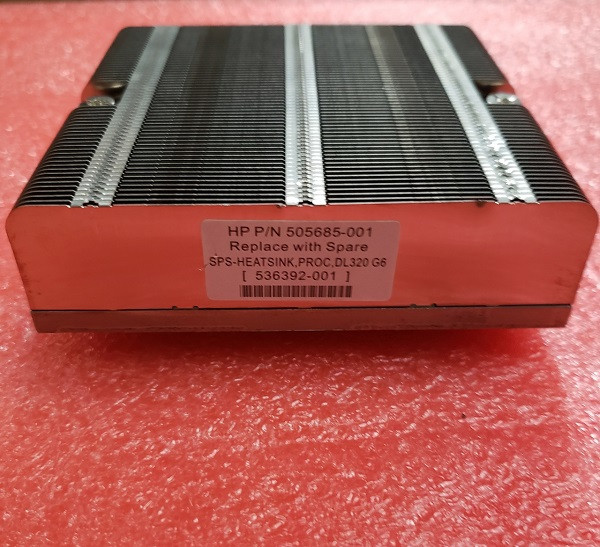 HP P/N 505685-001
Replace with Spare
SPS-HEATSINK,PROC,DL320 G6
[ 536392-001 ]